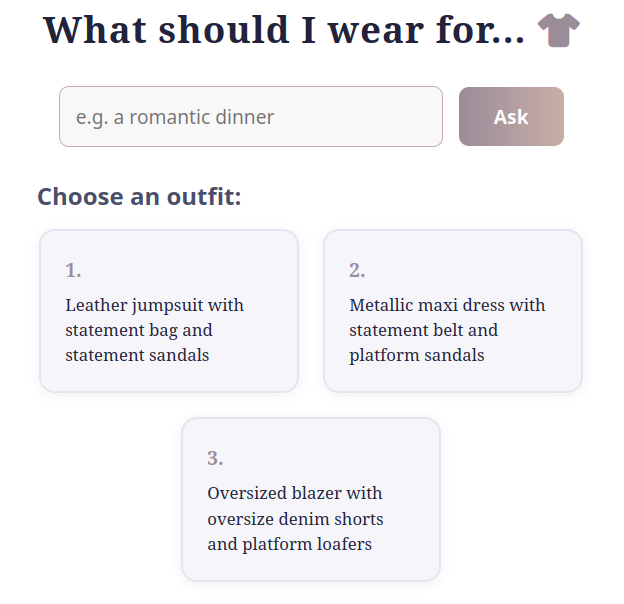 What should I wear for...
e.g. a romantic dinner
Ask
Choose an outfit:
1.
Leather jumpsuit with
statement bag and
statement sandals
2.
Metallic maxi dress with
statement belt and
platform sandals
3.
Oversized blazer with
oversize denim shorts
and platform loafers